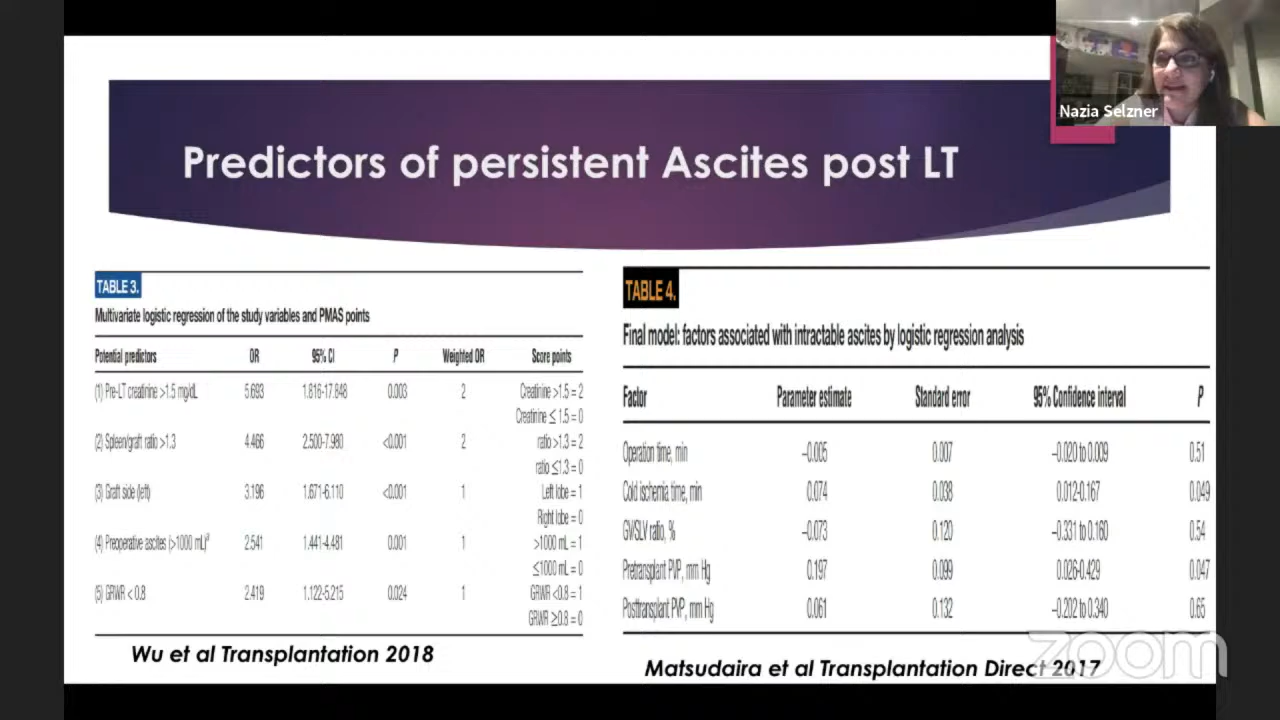 Nazia Selzner
Predictors of persistent Ascites post LT
TABLE 3.
Multivariate logistic regression of the study variables and PMAS points
Potential predictors OR 95% CI P Weighted OR Score points
(1) Pre-LT creatinine >1.5 mg/dL 5.693 1.816-17.848 0.003 2 Creatinine >1.5 = 2
Creatinine ≤ 1.5 = 0
(2) Spleen/graft ratio >1.3 4.466 2.500-7.980 <0.001 2 ratio >1.3 = 2
ratio ≤1.3 = 0
(3) Graft side (left) 3.196 1.671-6.110 <0.001 1 Left lobe = 1
Right lobe = 0
(4) Preoperative ascites (>1000 mL)a 2.541 1.441-4.481 0.001 1 >1000 mL = 1
≤1000 mL = 0
(5) GRWR < 0.8 2.419 1.122-5.215 0.024 1 GRWR <0.8 = 1
GRWR ≥0.8 = 0
Wu et al Transplantation 2018
TABLE 4.
Final model: factors associated with intractable ascites by logistic regression analysis
Factor Parameter estimate Standard error 95% Confidence interval P
Operation time, min –0.005 0.007 –0.020 to 0.009 0.51
Cold ischemia time, min 0.074 0.038 0.012-0.167 0.049
GV/SLV ratio, % –0.073 0.120 –0.331 to 0.160 0.54
Pretransplant PVP, mm Hg 0.197 0.099 0.026-0.429 0.047
Posttransplant PVP, mm Hg 0.061 0.132 –0.202 to 0.340 0.65
Matsudaira et al Transplantation Direct 2017
zoom